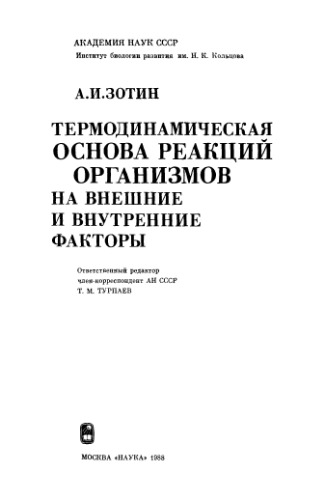 АКАДЕМИЯ НАУК СССР
Институт биологии развития им. Н. К. Кольцова
А.И.ЗОТИН
ТЕРМОДИНАМИЧЕСКАЯ
ОСНОВА РЕАКЦИЙ
ОРГАНИЗМОВ
НА ВНЕШНИЕ
И ВНУТРЕННИЕ
ФАКТОРЫ
Ответственный редактор
член-корреспондент АН СССР
Т. М. ТУРПАЕВ
МОСКВА «НАУКА» 1988